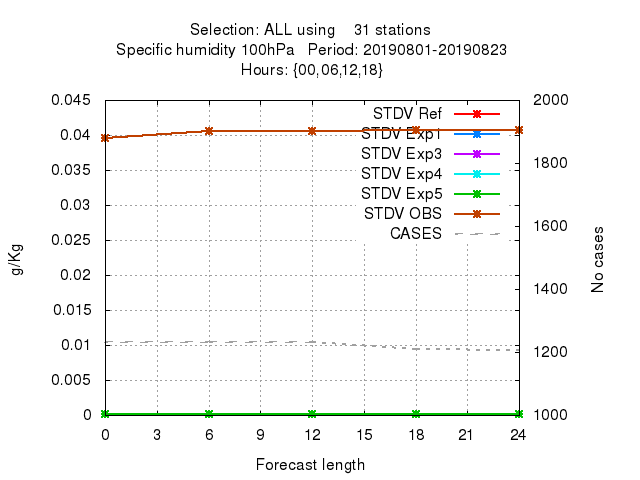 Selection: ALL using    31 stations
Specific humidity 100hPa   Period: 20190801-20190823
Hours: {00,06,12,18}
0.045
0.04
0.035
0.03
0.025
0.02
0.015
0.01
0.005
0
g/Kg
STDV Ref
STDV Exp1
STDV Exp3
STDV Exp4
STDV Exp5
STDV OBS
CASES
2000
1800
1600
1400
1200
1000
No cases
0 3 6 9 12 15 18 21 24
Forecast length